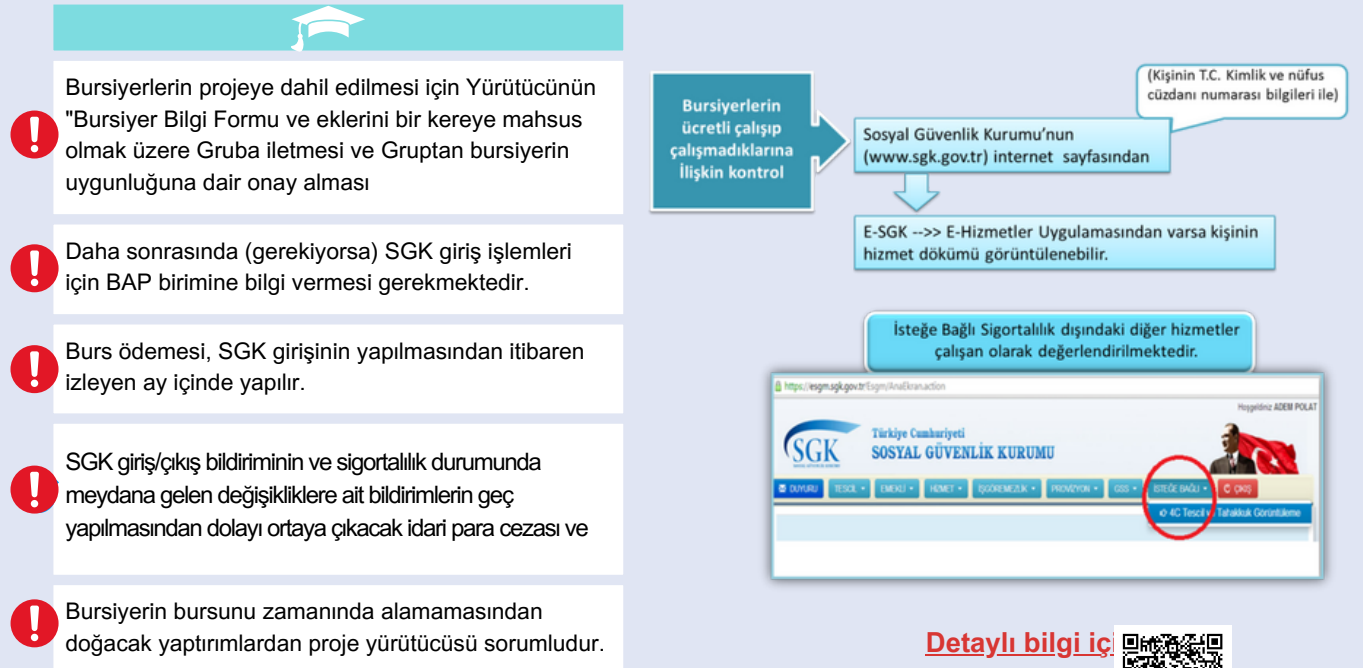 Bursiyerlerin projeye dahil edilmesi için Yürütücünün
"Bursiyer Bilgi Formu ve eklerini bir kereye mahsus
olmak üzere Gruba iletmesi ve Gruptan bursiyerin
uygunluğuna dair onay alması
Daha sonrasında (gerekiyorsa) SGK giriş işlemleri
için BAP birimine bilgi vermesi gerekmektedir.
Burs ödemesi, SGK girişinin yapılmasından itibaren
izleyen ay içinde yapılır.
SGK giriş/çıkış bildiriminin ve sigortalılık durumunda
meydana gelen değişikliklere ait bildirimlerin geç
yapılmasından dolayı ortaya çıkacak idari para cezası ve
Bursiyerin bursunu zamanında alamamasından
doğacak yaptırımlardan proje yürütücüsü sorumludur.
Bursiyerlerin
ücretli çalışıp
çalışmadıklarına
İlişkin kontrol
(Kişinin T.C. Kimlik ve nüfus
cüzdanı numarası bilgileri ile)
Sosyal Güvenlik Kurumu'nun
(www.sgk.gov.tr) internet sayfasından
E-SGK -->> E-Hizmetler Uygulamasından varsa kişinin
hizmet dökümü görüntülenebilir.
İsteğe Bağlı Sigortalılık dışındaki diğer hizmetler
çalışan olarak değerlendirilmektedir.
https://esgm.sgk.gov.tr/Esgm/AnaEkran.action
Hoşgeldiniz ADEM POLAT
SGK
Türkiye Cumhuriyeti
SOSYAL GÜVENLİK KURUMU
DUYURU TESCİL EMEKLİ HİZMET İŞGÖREMEZLİK PROVİZYON GSS İSTEĞE BAĞLI ÇIKIŞ
4C Tescil Tahakkuk Görüntüleme
Detaylı bilgi içi